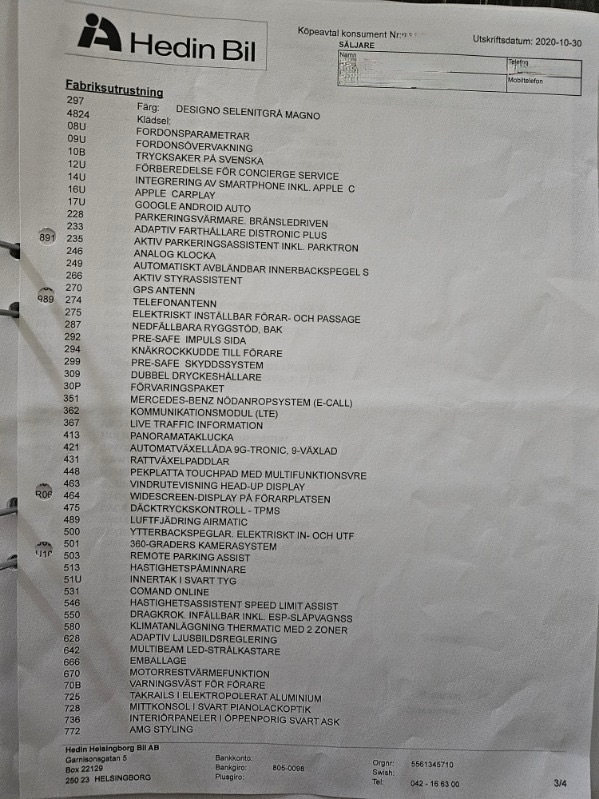 Hedin Bil
Köpeavtal konsument Nr:
Utskriftsdatum: 2020-10-30
SÄLJARE
Namn
Telefon
Mobiltelefon
Fabriksutrustning
297 Färg: DESIGNO SELENITGRÅ MAGNO
4824 Klädsel:
08U FORDONSPARAMETRAR
09U FORDONSÖVERVAKNING
10B TRYCKSAKER PÅ SVENSKA
12U FÖRBEREDELSE FÖR CONCIERGE SERVICE
14U INTEGRERING AV SMARTPHONE INKL. APPLE C
16U APPLE CARPLAY
17U GOOGLE ANDROID AUTO
228 PARKERINGSVÄRMARE. BRÄNSLEDRIVEN
233 ADAPTIV FARTHÅLLARE DISTRONIC PLUS
891
235 AKTIV PARKERINGSASSISTENT INKL. PARKTRON
246 ANALOG KLOCKA
249 AUTOMATISKT AVBLÄNDBAR INNERBACKSPEGEL S
266 AKTIV STYRASSISTENT
270 GPS ANTENN
989
274 TELEFONANTENN
275 ELEKTRISKT INSTÄLLBAR FÖRAR- OCH PASSAGE
287 NEDFÄLLBARA RYGGSTÖD, BAK
292 PRE-SAFE IMPULS SIDA
294 KNÄKROCKKUDDE TILL FÖRARE
299 PRE-SAFE SKYDDSSYSTEM
309 DUBBEL DRYCKESHÅLLARE
30P FÖRVARINGSPAKET
351 MERCEDES-BENZ NÖDANROPSYSTEM (E-CALL)
362 KOMMUNIKATIONSMODUL (LTE)
367 LIVE TRAFFIC INFORMATION
413 PANORAMATAKLUCKA
421 AUTOMATVÄXELLÅDA 9G-TRONIC, 9-VÄXLAD
431 RATTVÄXELPADDLAR
448 PEKPLATTA TOUCHPAD MED MULTIFUNKTIONSVRE
463 VINDRUTEVISNING HEAD-UP DISPLAY
464 WIDESCREEN-DISPLAY PÅ FÖRARPLATSEN
475 DÄCKTRYCKSKONTROLL - TPMS
489 LUFTFJÄDRING AIRMATIC
500 YTTERBACKSPEGLAR. ELEKTRISKT IN- OCH UTF
501 360-GRADERS KAMERASYSTEM
503 REMOTE PARKING ASSIST
513 HASTIGHETSPÅMINNARE
51U INNERTAK I SVART TYG
531 COMAND ONLINE
546 HASTIGHETSASSISTENT SPEED LIMIT ASSIST
550 DRAGKROK. INFÄLLBAR INKL. ESP-SLÄPVAGNSS
580 KLIMATANLÄGGNING THERMATIC MED 2 ZONER
628 ADAPTIV LJUSBILDSREGLERING
642 MULTIBEAM LED-STRÅLKASTARE
666 EMBALLAGE
670 MOTORRESTVÄRMEFUNKTION
70B VARNINGSVÄST FÖR FÖRARE
725 TAKRAILS I ELEKTROPOLERAT ALUMINIUM
728 MITTKONSOL I SVART PIANOLACKOPTIK
736 INTERIÖRPANELER I ÖPPENPORIG SVART ASK
772 AMG STYLING
Hedin Helsingborg Bil AB
Garnisonsgatan 5
Box 22129
250 23 HELSINGBORG
Bankkonto:
Bankgiro: 805-0098
Plusgiro:
Orgnr: 5561345710
Swish:
Tel: 042 - 16 63 00
3/4